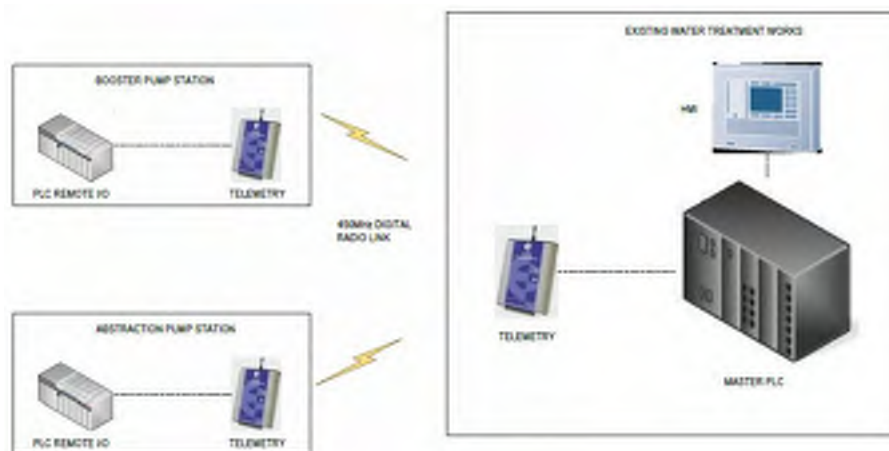 EXISTING WATER TREATMENT WORKS
BOOSTER PUMP STATION
HMI
PLC REMOTE I/O
TELEMETRY
450MHz DIGITAL
RADIO LINK
TELEMETRY
MASTER PLC
ABSTRACTION PUMP STATION
PLC REMOTE I/O
TELEMETRY